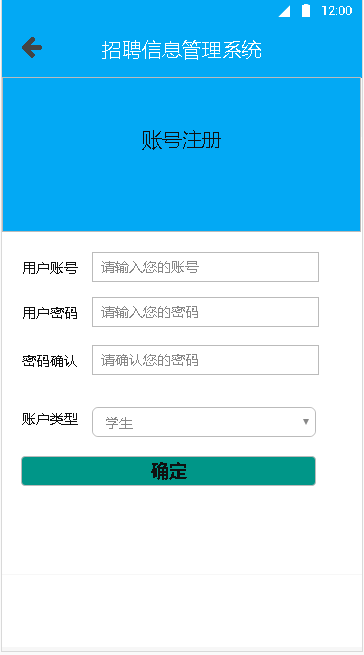 12:00
招聘信息管理系统
账号注册
用户账号 请输入您的账号
用户密码 请输入您的密码
密码确认 请确认您的密码
账户类型 学生
确定